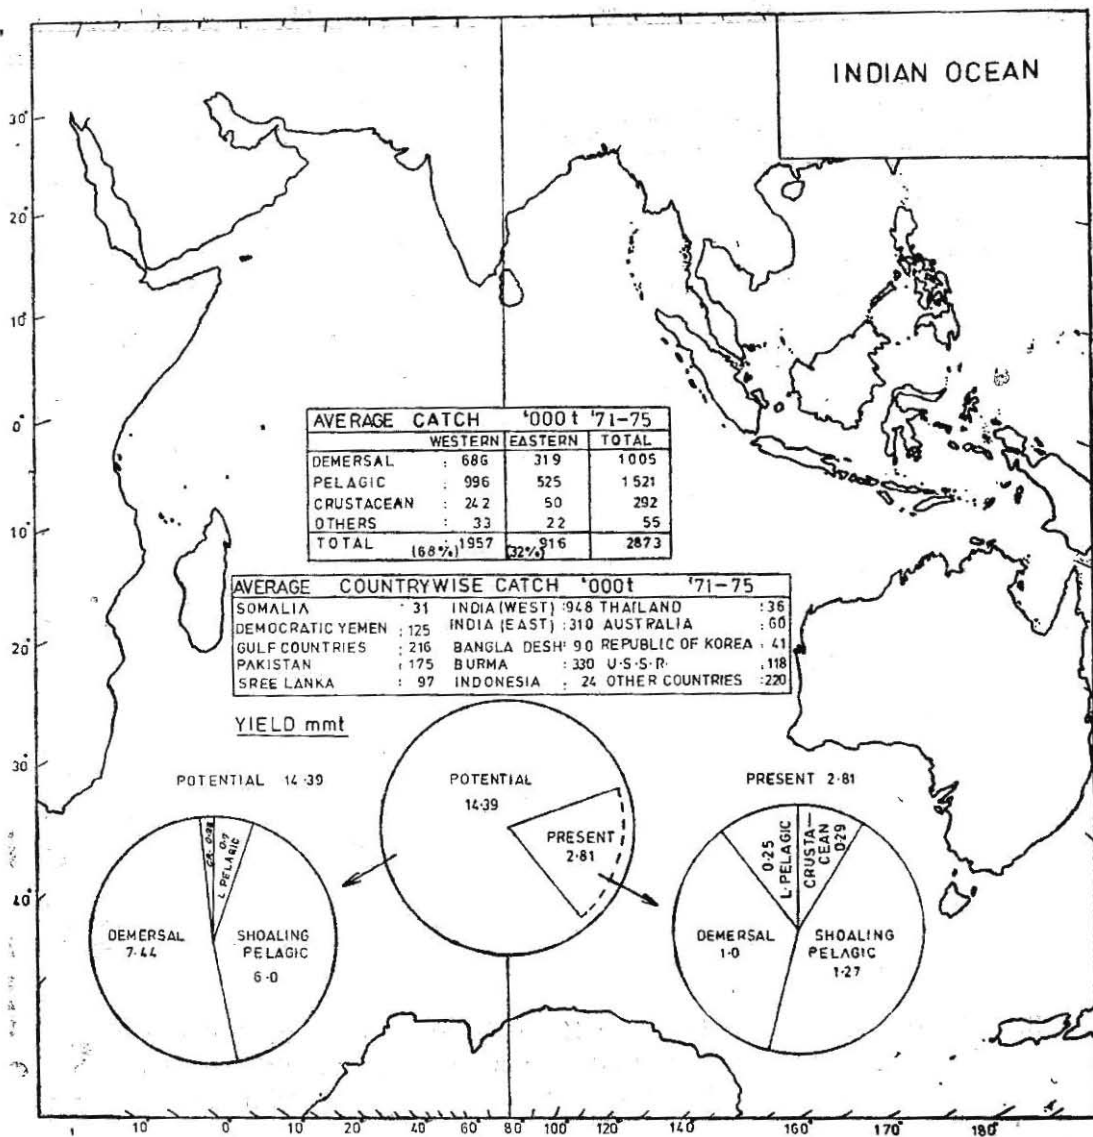 INDIAN OCEAN
30°
20°
10°
0°
10°
20°
30°
40°
AVERAGE CATCH '000t '71-75
WESTERN EASTERN TOTAL
DEMERSAL : 686 319 1005
PELAGIC : 996 525 1521
CRUSTACEAN : 242 50 292
OTHERS : 33 22 55
TOTAL (68%) : 1957 (32%) 916 2873
AVERAGE COUNTRYWISE CATCH '000t '71-75
SOMALIA : 31 INDIA (WEST) : 948 THAILAND : 36
DEMOCRATIC YEMEN : 125 INDIA (EAST) : 310 AUSTRALIA : 60
GULF COUNTRIES : 216 BANGLA DESH : 90 REPUBLIC OF KOREA : 41
PAKISTAN : 175 BURMA : 330 U·S·S·R· : 118
SREE LANKA : 97 INDONESIA : 24 OTHER COUNTRIES : 220
YIELD mmt
POTENTIAL 14·39
DEMERSAL
7·44
SHOALING
PELAGIC
6·0
0·7
L. PELAGIC
POTENTIAL
14·39
PRESENT
2·81
PRESENT 2·81
0·25
L·PELAGIC
CRUSTA—
CEAN
0·29
DEMERSAL
1·0
SHOALING
PELAGIC
1·27
10° 0° 10 20 30 40 60 80° 100° 120° 160° 170° 180°